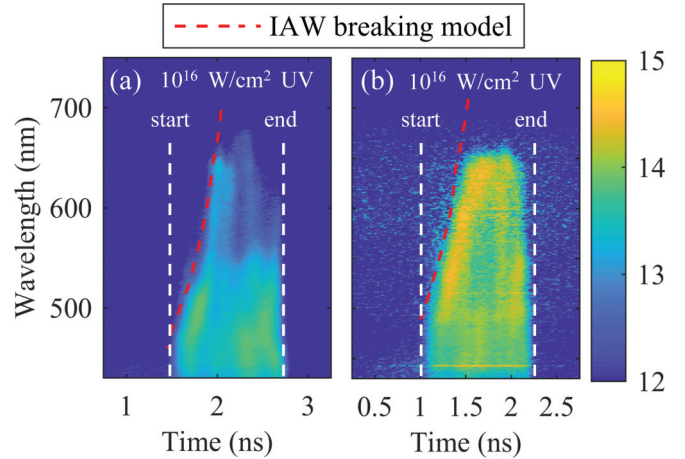 IAW breaking model
(a) 10¹⁶ W/cm² UV
start end
(b) 10¹⁶ W/cm² UV
start end
700
600
500
Wavelength (nm)
1 2 3
Time (ns)
0.5 1 1.5 2 2.5
Time (ns)
15
14
13
12